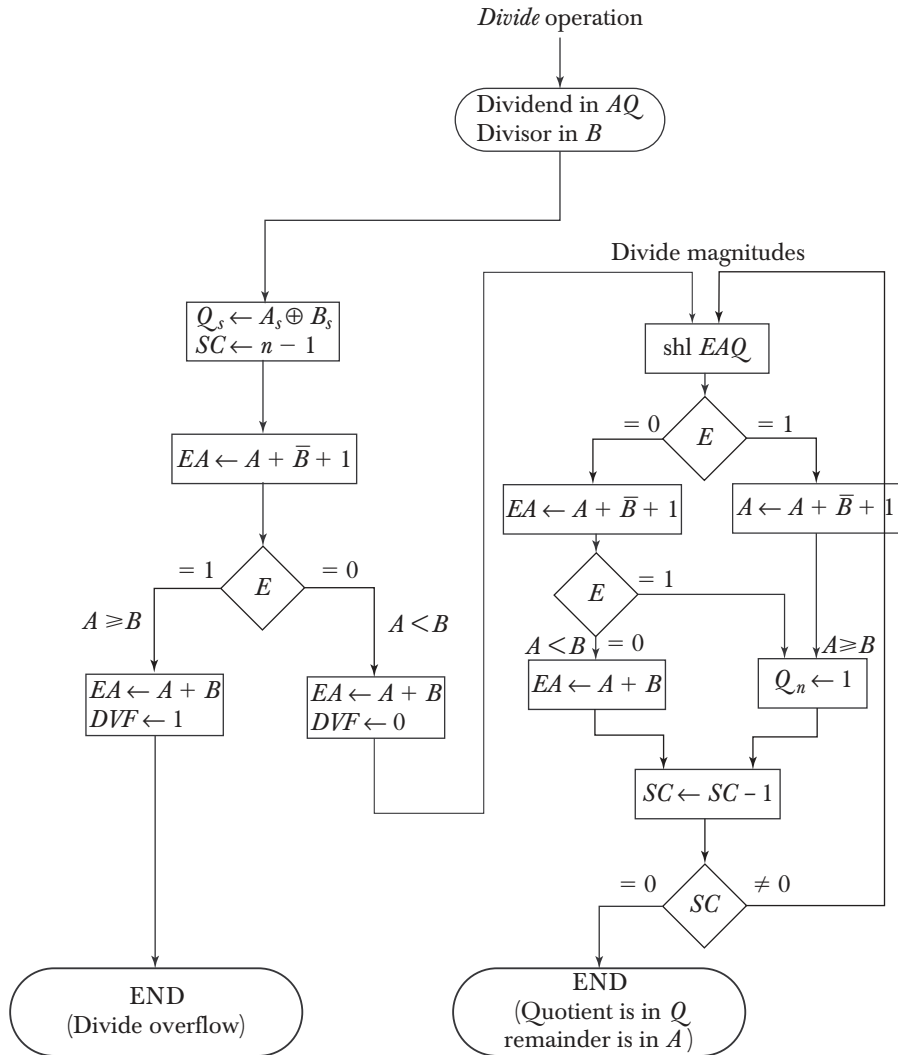 Divide operation
Dividend in AQ
Divisor in B
Divide magnitudes
Qₛ ← Aₛ ⊕ Bₛ
SC ← n − 1
shl EAQ
= 0
E
= 1
EA ← A + B̅ + 1
EA ← A + B̅ + 1
A ← A + B̅ + 1
= 1
E
= 0
E
= 1
A ≥ B
A < B
A < B
= 0
A ≥ B
EA ← A + B
DVF ← 1
EA ← A + B
DVF ← 0
EA ← A + B
Qₙ ← 1
SC ← SC − 1
= 0
SC
≠ 0
END
(Divide overflow)
END
(Quotient is in Q
remainder is in A)